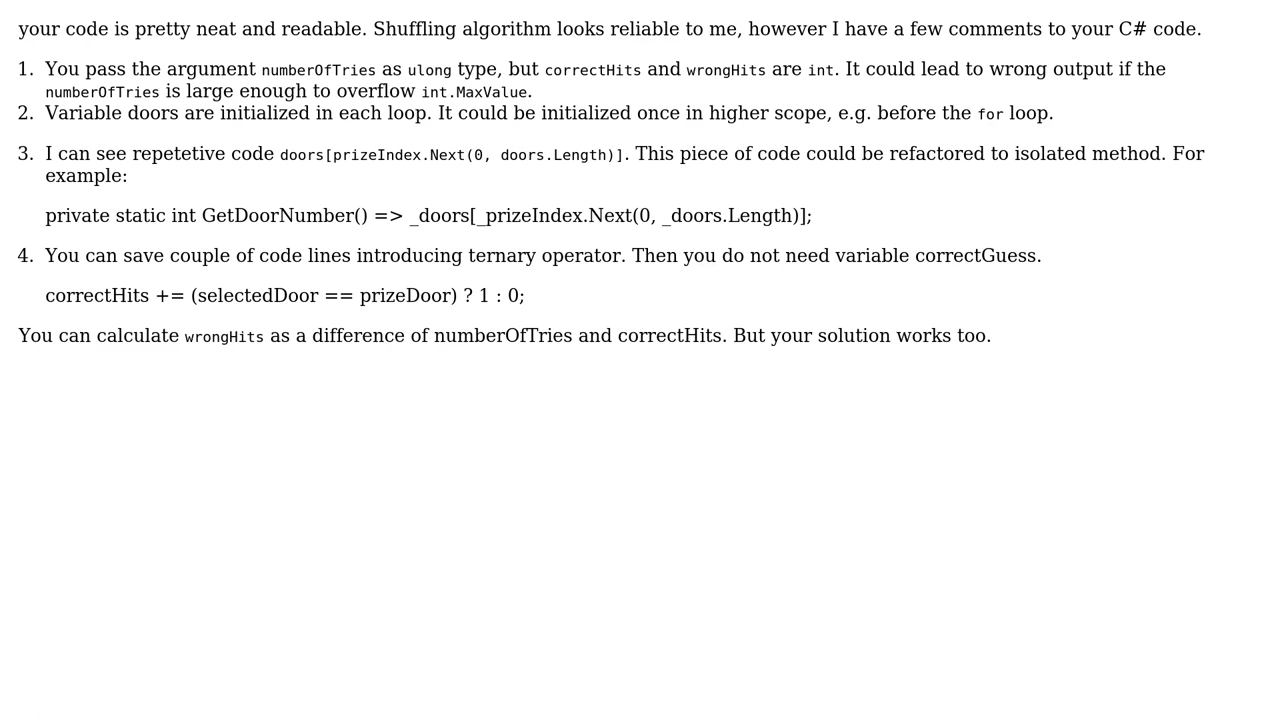 your code is pretty neat and readable. Shuffling algorithm looks reliable to me, however I have a few comments to your C# code.
1. You pass the argument numberOfTries as ulong type, but correctHits and wrongHits are int. It could lead to wrong output if the
numberOfTries is large enough to overflow int.MaxValue.
2. Variable doors are initialized in each loop. It could be initialized once in higher scope, e.g. before the for loop.
3. I can see repetetive code doors[prizeIndex.Next(0, doors.Length)]. This piece of code could be refactored to isolated method. For
example:
private static int GetDoorNumber() => _doors[_prizeIndex.Next(0, _doors.Length)];
4. You can save couple of code lines introducing ternary operator. Then you do not need variable correctGuess.
correctHits += (selectedDoor == prizeDoor) ? 1 : 0;
You can calculate wrongHits as a difference of numberOfTries and correctHits. But your solution works too.